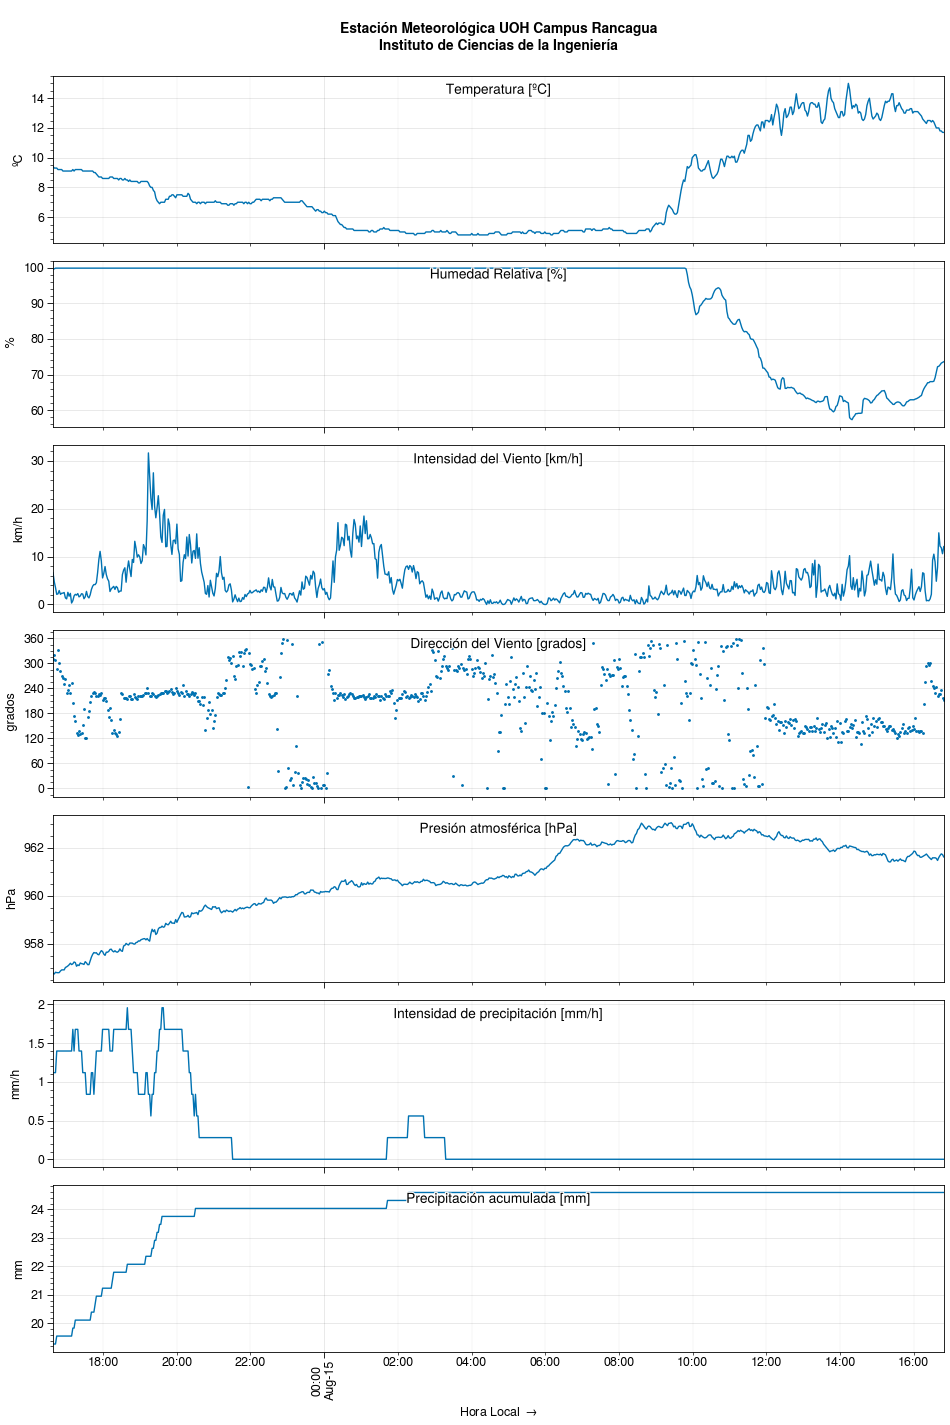 Estación Meteorológica UOH Campus Rancagua
Instituto de Ciencias de la Ingeniería
Temperatura [ºC]
ºC
14
12
10
8
6
Humedad Relativa [%]
%
100
90
80
70
60
Intensidad del Viento [km/h]
km/h
30
20
10
0
Dirección del Viento [grados]
grados
360
300
240
180
120
60
0
Presión atmosférica [hPa]
hPa
962
960
958
Intensidad de precipitación [mm/h]
mm/h
2
1.5
1
0.5
0
Precipitación acumulada [mm]
mm
24
23
22
21
20
18:00 20:00 22:00 00:00 02:00 04:00 06:00 08:00 10:00 12:00 14:00 16:00
Aug-15
Hora Local →